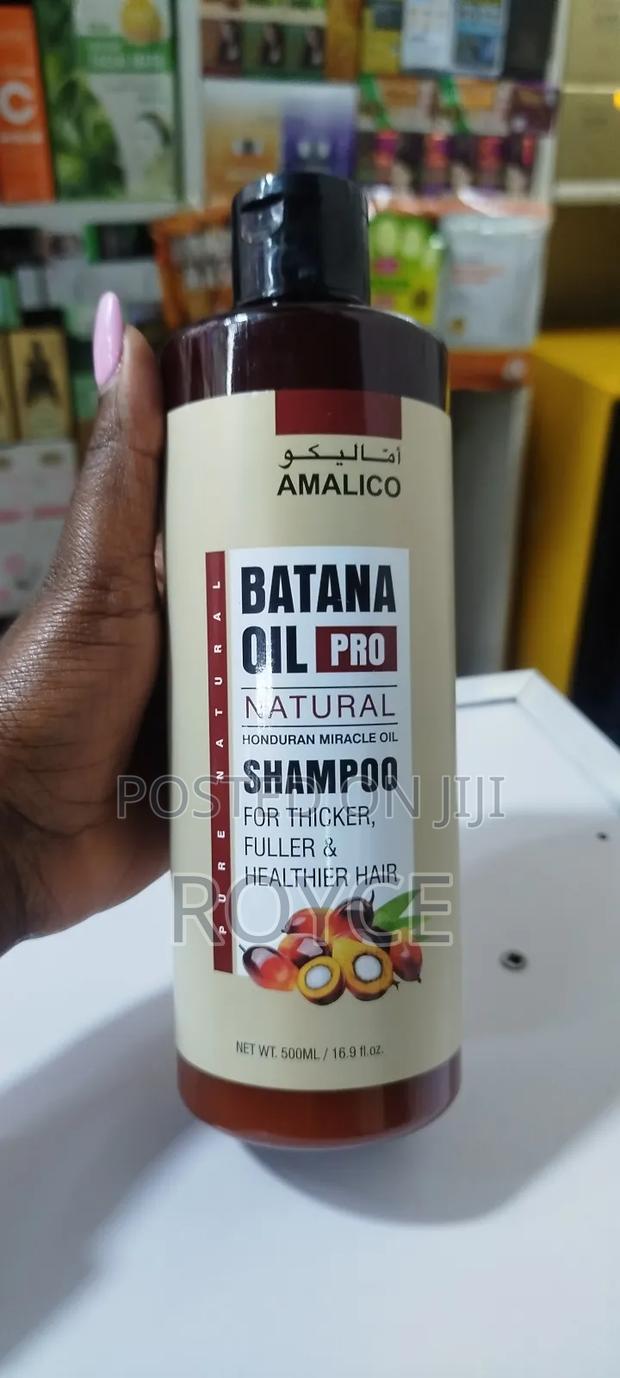 C
أماليكو
AMALICO
BATANA
OIL PRO
NATURAL
HONDURAN MIRACLE OIL
SHAMPOO
FOR THICKER,
FULLER &
HEALTHIER HAIR
PURE NATURAL
NET WT. 500ML / 16.9 fl.oz.
POSTED ON JIJI
ROYCE